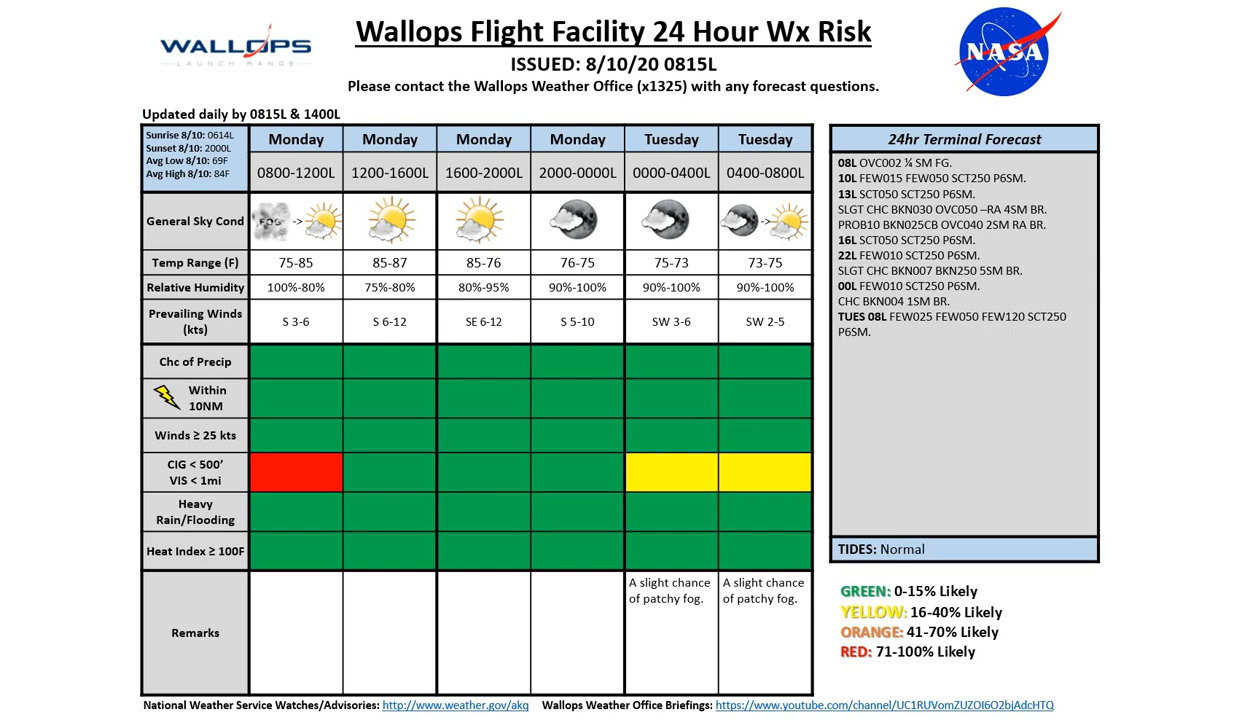 WALLOPS
LAUNCH RANGE
Wallops Flight Facility 24 Hour Wx Risk
ISSUED: 8/10/20 0815L
Please contact the Wallops Weather Office (x1325) with any forecast questions.
NASA
Updated daily by 0815L & 1400L
Sunrise 8/10: 0614L
Sunset 8/10: 2000L
Avg Low 8/10: 69F
Avg High 8/10: 84F
Monday Monday Monday Monday Tuesday Tuesday
0800-1200L 1200-1600L 1600-2000L 2000-0000L 0000-0400L 0400-0800L
General Sky Cond FOG -> ->
Temp Range (F) 75-85 85-87 85-76 76-75 75-73 73-75
Relative Humidity 100%-80% 75%-80% 80%-95% 90%-100% 90%-100% 90%-100%
Prevailing Winds
(kts) S 3-6 S 6-12 SE 6-12 S 5-10 SW 3-6 SW 2-5
Chc of Precip
Within
10NM
Winds ≥ 25 kts
CIG < 500’
VIS < 1mi
Heavy
Rain/Flooding
Heat Index ≥ 100F
Remarks
A slight chance
of patchy fog.
A slight chance
of patchy fog.
24hr Terminal Forecast
08L OVC002 ¼ SM FG.
10L FEW015 FEW050 SCT250 P6SM.
13L SCT050 SCT250 P6SM.
SLGT CHC BKN030 OVC050 –RA 4SM BR.
PROB10 BKN025CB OVC040 2SM RA BR.
16L SCT050 SCT250 P6SM.
22L FEW010 SCT250 P6SM.
SLGT CHC BKN007 BKN250 5SM BR.
00L FEW010 SCT250 P6SM.
CHC BKN004 1SM BR.
TUES 08L FEW025 FEW050 FEW120 SCT250
P6SM.
TIDES: Normal
GREEN: 0-15% Likely
YELLOW: 16-40% Likely
ORANGE: 41-70% Likely
RED: 71-100% Likely
National Weather Service Watches/Advisories: http://www.weather.gov/akq Wallops Weather Office Briefings: https://www.youtube.com/channel/UC1RUVomZUZOI6O2bjAdcHTQ